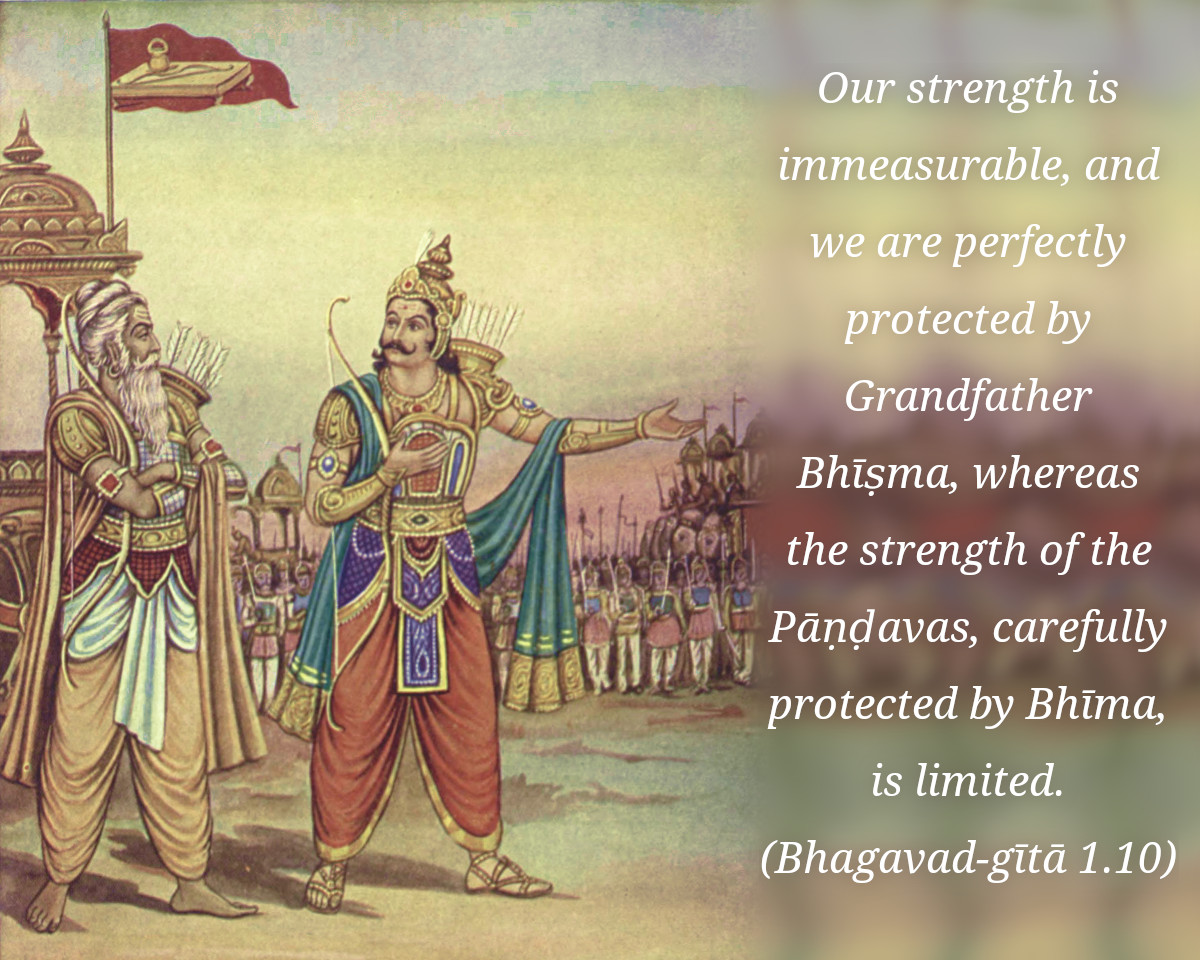 Our strength is
immeasurable, and
we are perfectly
protected by
Grandfather
Bhīṣma, whereas
the strength of the
Pāṇḍavas, carefully
protected by Bhīma,
is limited.
(Bhagavad-gītā 1.10)